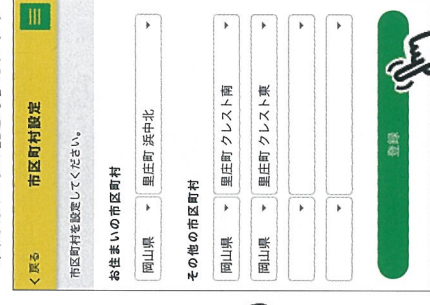 く戻る 市区町村設定
市区町村を設定してください。
お住まいの市区町村
岡山県 里庄町 浜中北
その他の市区町村
岡山県 里庄町 クレスト南
岡山県 里庄町 クレスト東
登録